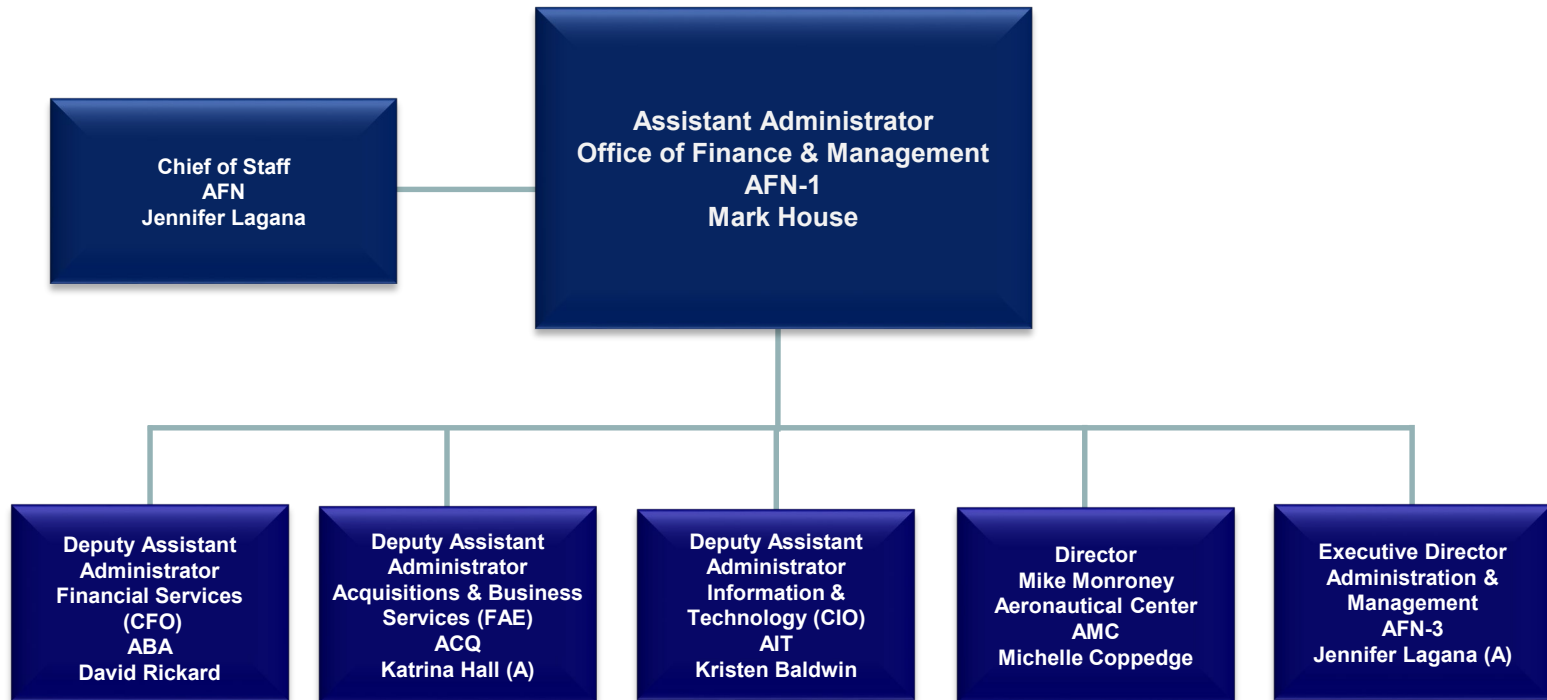 Assistant Administrator
Office of Finance & Management
AFN-1
Mark House
Chief of Staff
AFN
Jennifer Lagana
Deputy Assistant
Administrator
Financial Services
(CFO)
ABA
David Rickard
Deputy Assistant
Administrator
Acquisitions & Business
Services (FAE)
ACQ
Katrina Hall (A)
Deputy Assistant
Administrator
Information &
Technology (CIO)
AIT
Kristen Baldwin
Director
Mike Monroney
Aeronautical Center
AMC
Michelle Coppedge
Executive Director
Administration &
Management
AFN-3
Jennifer Lagana (A)